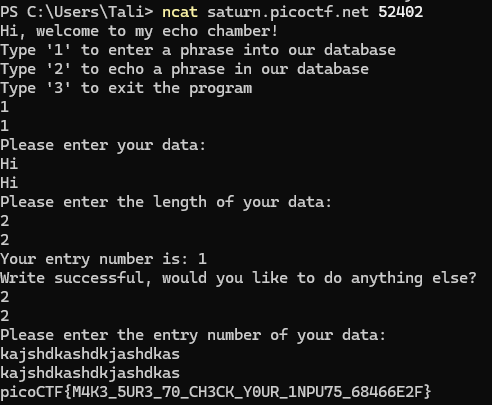 PS C:\Users\Tali> ncat saturn.picoctf.net 52402
Hi, welcome to my echo chamber!
Type '1' to enter a phrase into our database
Type '2' to echo a phrase in our database
Type '3' to exit the program
1
1
Please enter your data:
Hi
Hi
Please enter the length of your data:
2
2
Your entry number is: 1
Write successful, would you like to do anything else?
2
2
Please enter the entry number of your data:
kajshdkashdkjashdkas
kajshdkashdkjashdkas
picoCTF{M4K3_5UR3_70_CH3CK_Y0UR_1NPU75_68466E2F}